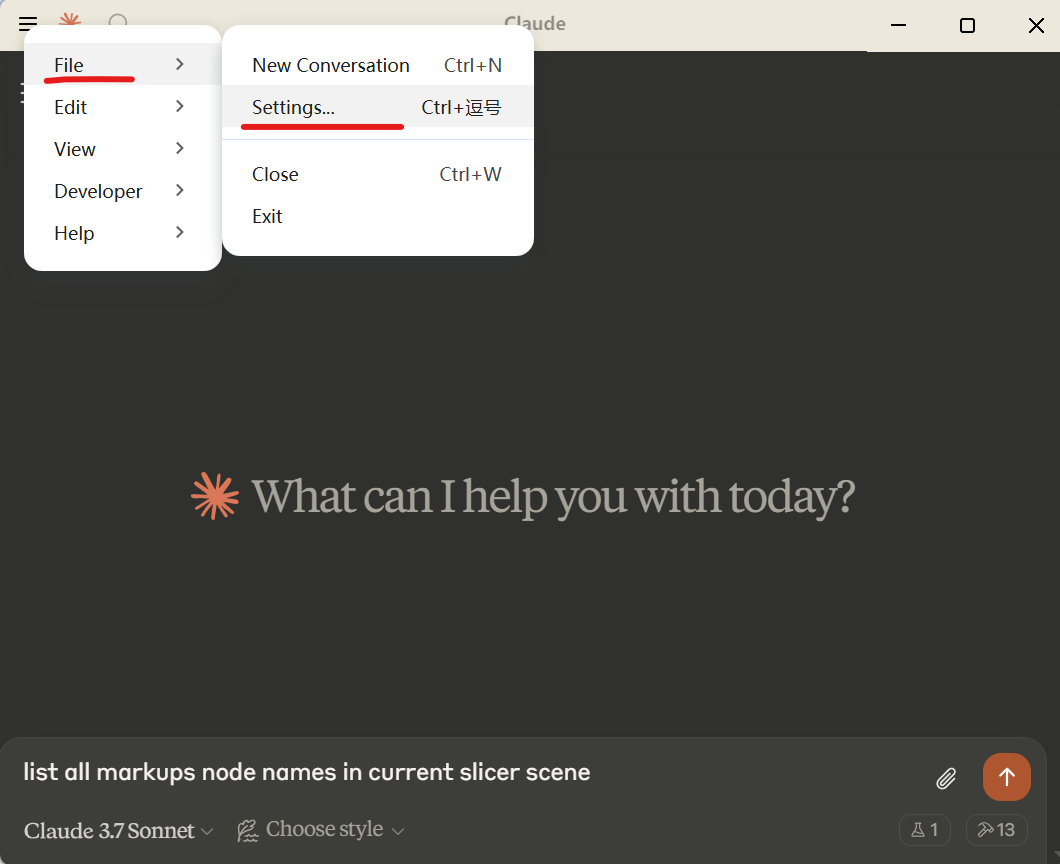 Claude
File
Edit
View
Developer
Help
New Conversation Ctrl+N
Settings... Ctrl+逗号
Close Ctrl+W
Exit
What can I help you with today?
list all markups node names in current slicer scene
Claude 3.7 Sonnet
Choose style
1
13